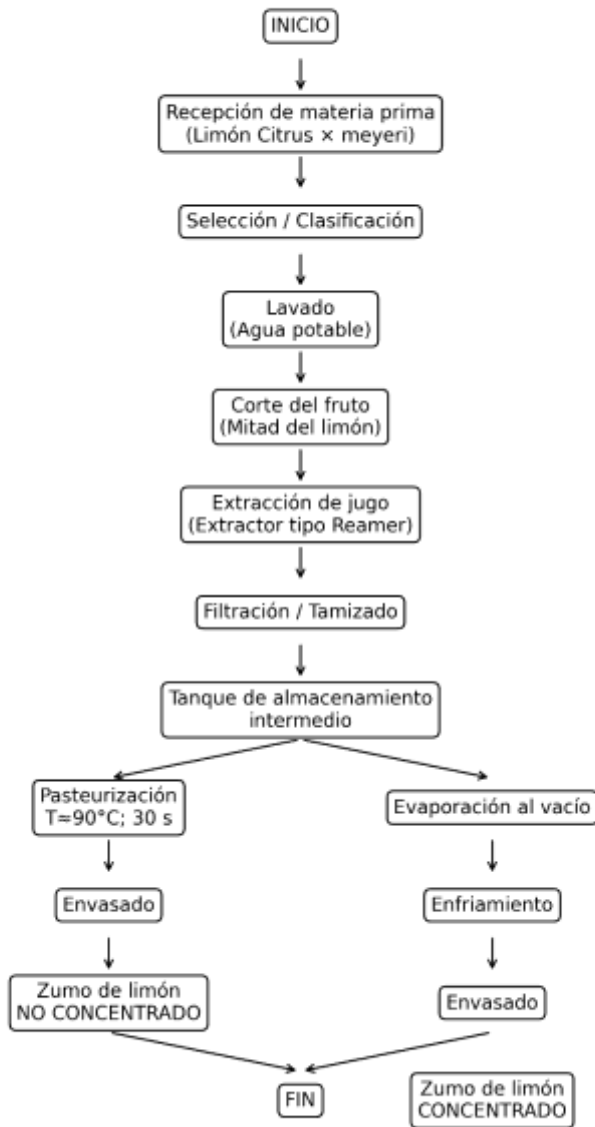 INICIO
Recepción de materia prima
(Limón Citrus × meyeri)
Selección / Clasificación
Lavado
(Agua potable)
Corte del fruto
(Mitad del limón)
Extracción de jugo
(Extractor tipo Reamer)
Filtración / Tamizado
Tanque de almacenamiento
intermedio
Pasteurización
T≈90°C; 30 s
Envasado
Zumo de limón
NO CONCENTRADO
Evaporación al vacío
Enfriamiento
Envasado
Zumo de limón
CONCENTRADO
FIN